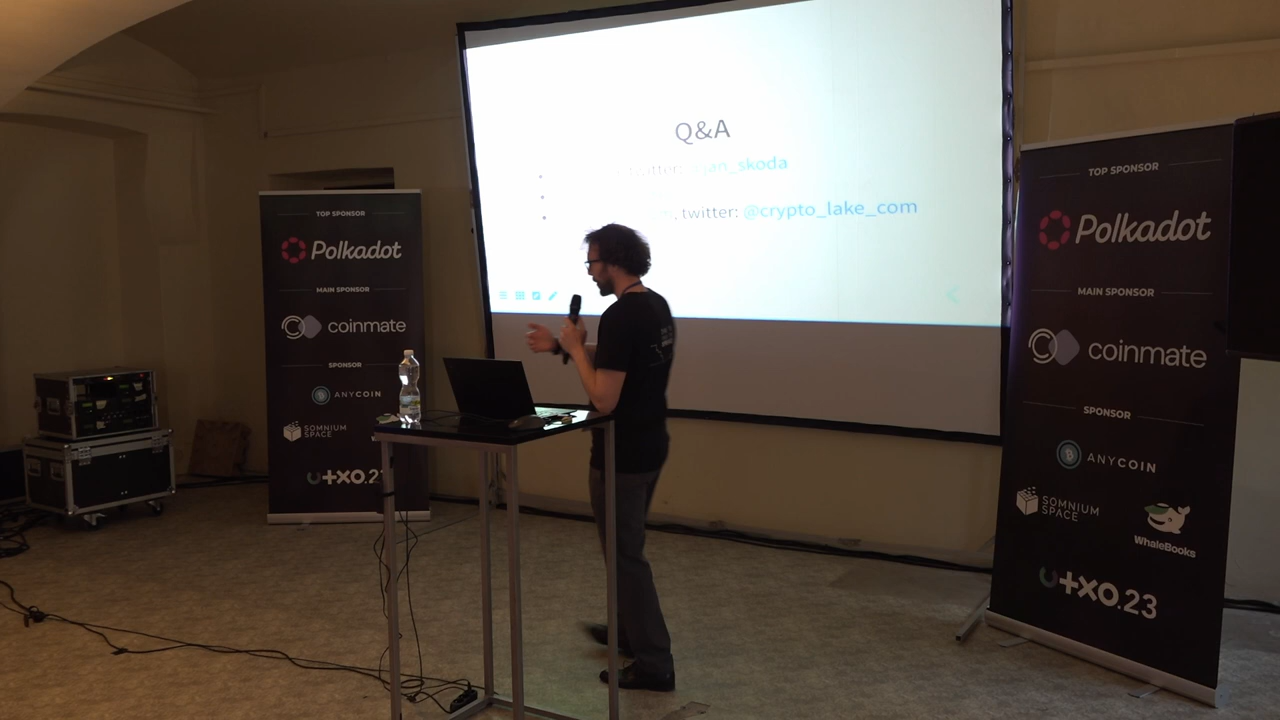 Q&A
twitter: @jan_skoda
. twitter: @crypto_lake_com
TOP SPONSOR
Polkadot
MAIN SPONSOR
coinmate
SPONSOR
ANYCOIN
SOMNIUM
SPACE
TOP SPONSOR
Polkadot
MAIN SPONSOR
coinmate
SPONSOR
ANYCOIN
SOMNIUM
SPACE
WhaleBooks
utxo.23